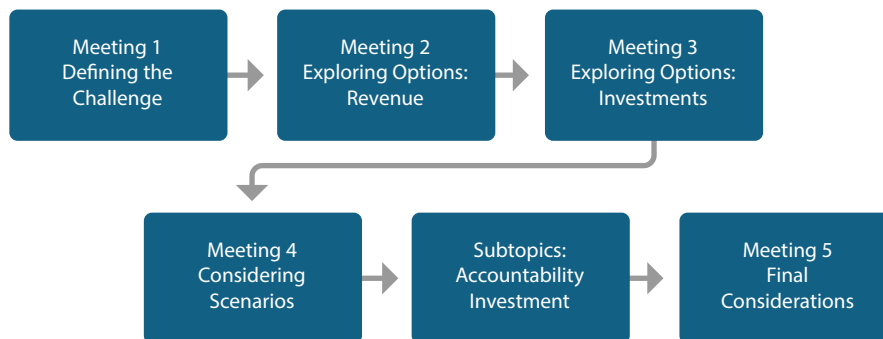 Meeting 1
Defining the
Challenge
Meeting 2
Exploring Options:
Revenue
Meeting 3
Exploring Options:
Investments
Meeting 4
Considering
Scenarios
Subtopics:
Accountability
Investment
Meeting 5
Final
Considerations